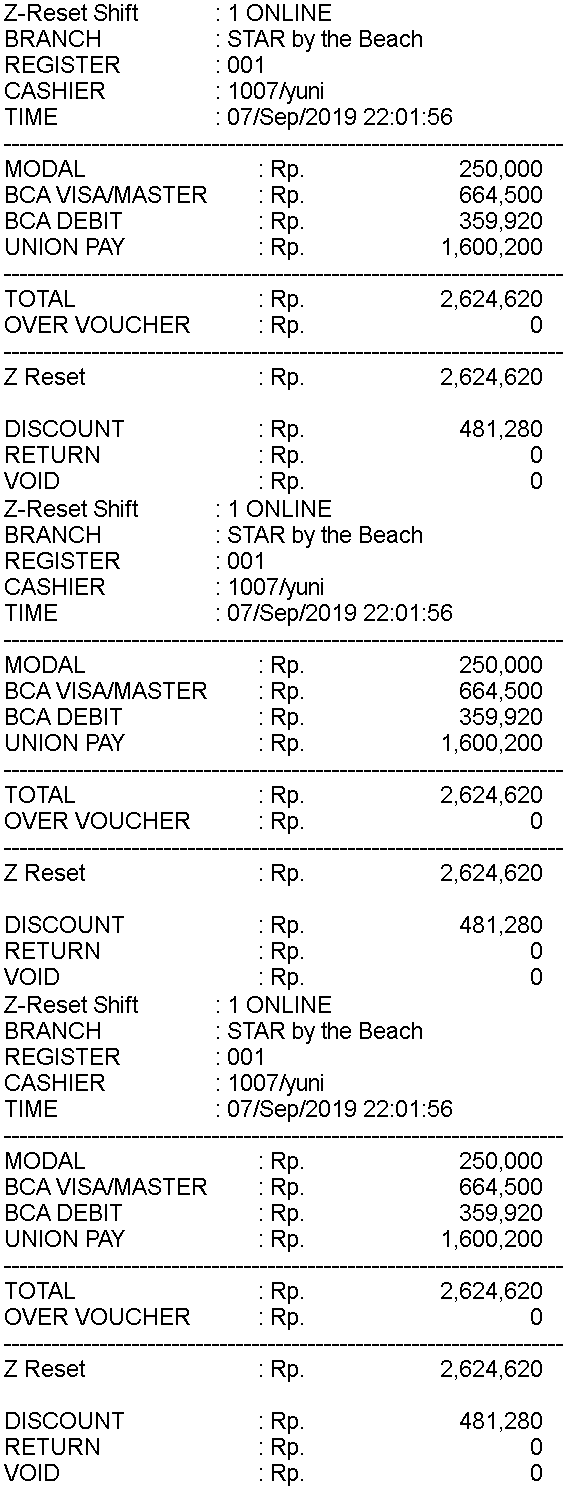 Z-Reset Shift : 1 ONLINE
BRANCH : STAR by the Beach
REGISTER : 001
CASHIER : 1007/yuni
TIME : 07/Sep/2019 22:01:56
----------------------------------------------------------------------
MODAL : Rp. 250,000
BCA VISA/MASTER : Rp. 664,500
BCA DEBIT : Rp. 359,920
UNION PAY : Rp. 1,600,200
----------------------------------------------------------------------
TOTAL : Rp. 2,624,620
OVER VOUCHER : Rp. 0
----------------------------------------------------------------------
Z Reset : Rp. 2,624,620
DISCOUNT : Rp. 481,280
RETURN : Rp. 0
VOID : Rp. 0
Z-Reset Shift : 1 ONLINE
BRANCH : STAR by the Beach
REGISTER : 001
CASHIER : 1007/yuni
TIME : 07/Sep/2019 22:01:56
----------------------------------------------------------------------
MODAL : Rp. 250,000
BCA VISA/MASTER : Rp. 664,500
BCA DEBIT : Rp. 359,920
UNION PAY : Rp. 1,600,200
----------------------------------------------------------------------
TOTAL : Rp. 2,624,620
OVER VOUCHER : Rp. 0
----------------------------------------------------------------------
Z Reset : Rp. 2,624,620
DISCOUNT : Rp. 481,280
RETURN : Rp. 0
VOID : Rp. 0
Z-Reset Shift : 1 ONLINE
BRANCH : STAR by the Beach
REGISTER : 001
CASHIER : 1007/yuni
TIME : 07/Sep/2019 22:01:56
----------------------------------------------------------------------
MODAL : Rp. 250,000
BCA VISA/MASTER : Rp. 664,500
BCA DEBIT : Rp. 359,920
UNION PAY : Rp. 1,600,200
----------------------------------------------------------------------
TOTAL : Rp. 2,624,620
OVER VOUCHER : Rp. 0
----------------------------------------------------------------------
Z Reset : Rp. 2,624,620
DISCOUNT : Rp. 481,280
RETURN : Rp. 0
VOID : Rp. 0